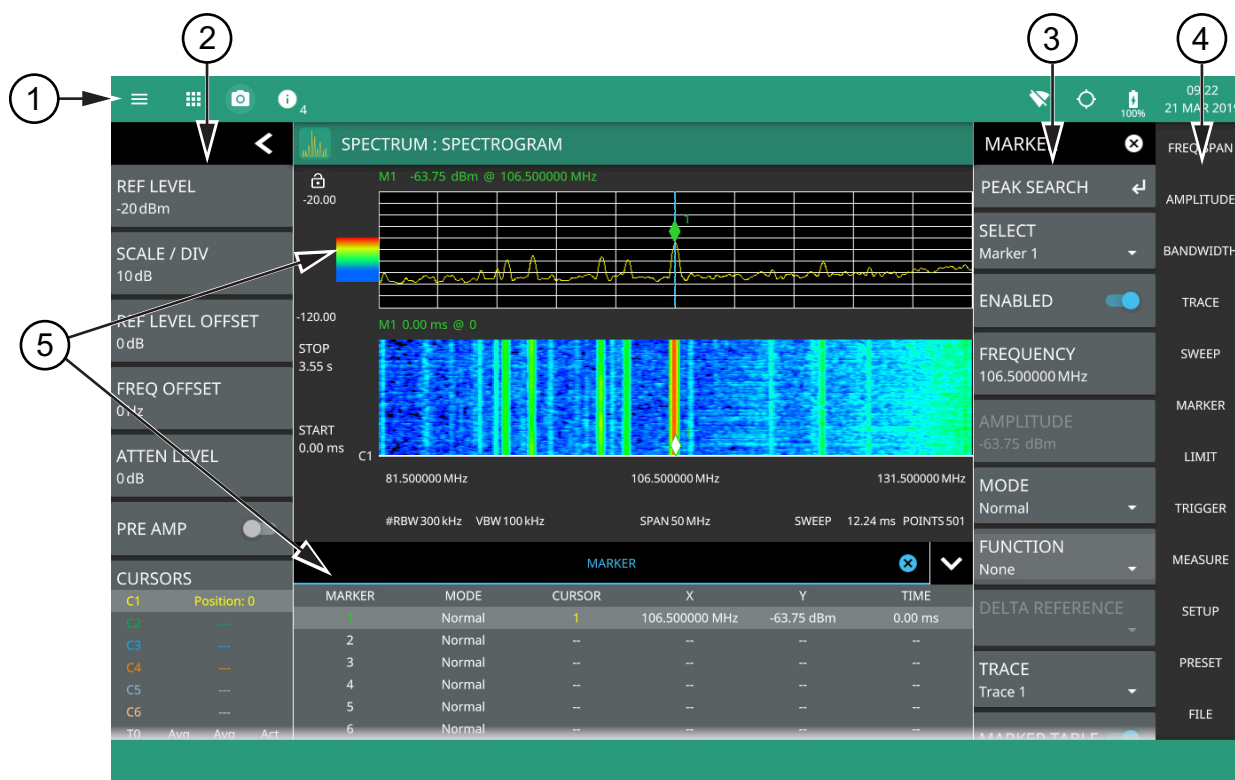 2
3
4
1
4
09:22
100%
21 MAR 2019
SPECTRUM : SPECTROGRAM
MARKER
FREQ SPAN
REF LEVEL
-20 dBm
SCALE / DIV
10 dB
REF LEVEL OFFSET
0 dB
FREQ OFFSET
0 Hz
ATTEN LEVEL
0 dB
PRE AMP
CURSORS
C1 Position: 0
C2 ---
C3 ---
C4 ---
C5 ---
C6 ---
T0 Avg Avg Act
5
M1 -63.75 dBm @ 106.500000 MHz
-20.00
1
-120.00
M1 0.00 ms @ 0
STOP
3.55 s
START
0.00 ms
C1
81.500000 MHz 106.500000 MHz 131.500000 MHz
#RBW 300 kHz VBW 100 kHz SPAN 50 MHz SWEEP 12.24 ms POINTS 501
MARKER
MARKER MODE CURSOR X Y TIME
1 Normal 1 106.500000 MHz -63.75 dBm 0.00 ms
2 Normal -- -- -- --
3 Normal -- -- -- --
4 Normal -- -- -- --
5 Normal -- -- -- --
6 Normal -- -- -- --
PEAK SEARCH
SELECT
Marker 1
ENABLED
FREQUENCY
106.500000 MHz
AMPLITUDE
-63.75 dBm
MODE
Normal
FUNCTION
None
DELTA REFERENCE
--
TRACE
Trace 1
MARKER TABLE
AMPLITUDE
BANDWIDTH
TRACE
SWEEP
MARKER
LIMIT
TRIGGER
MEASURE
SETUP
PRESET
FILE